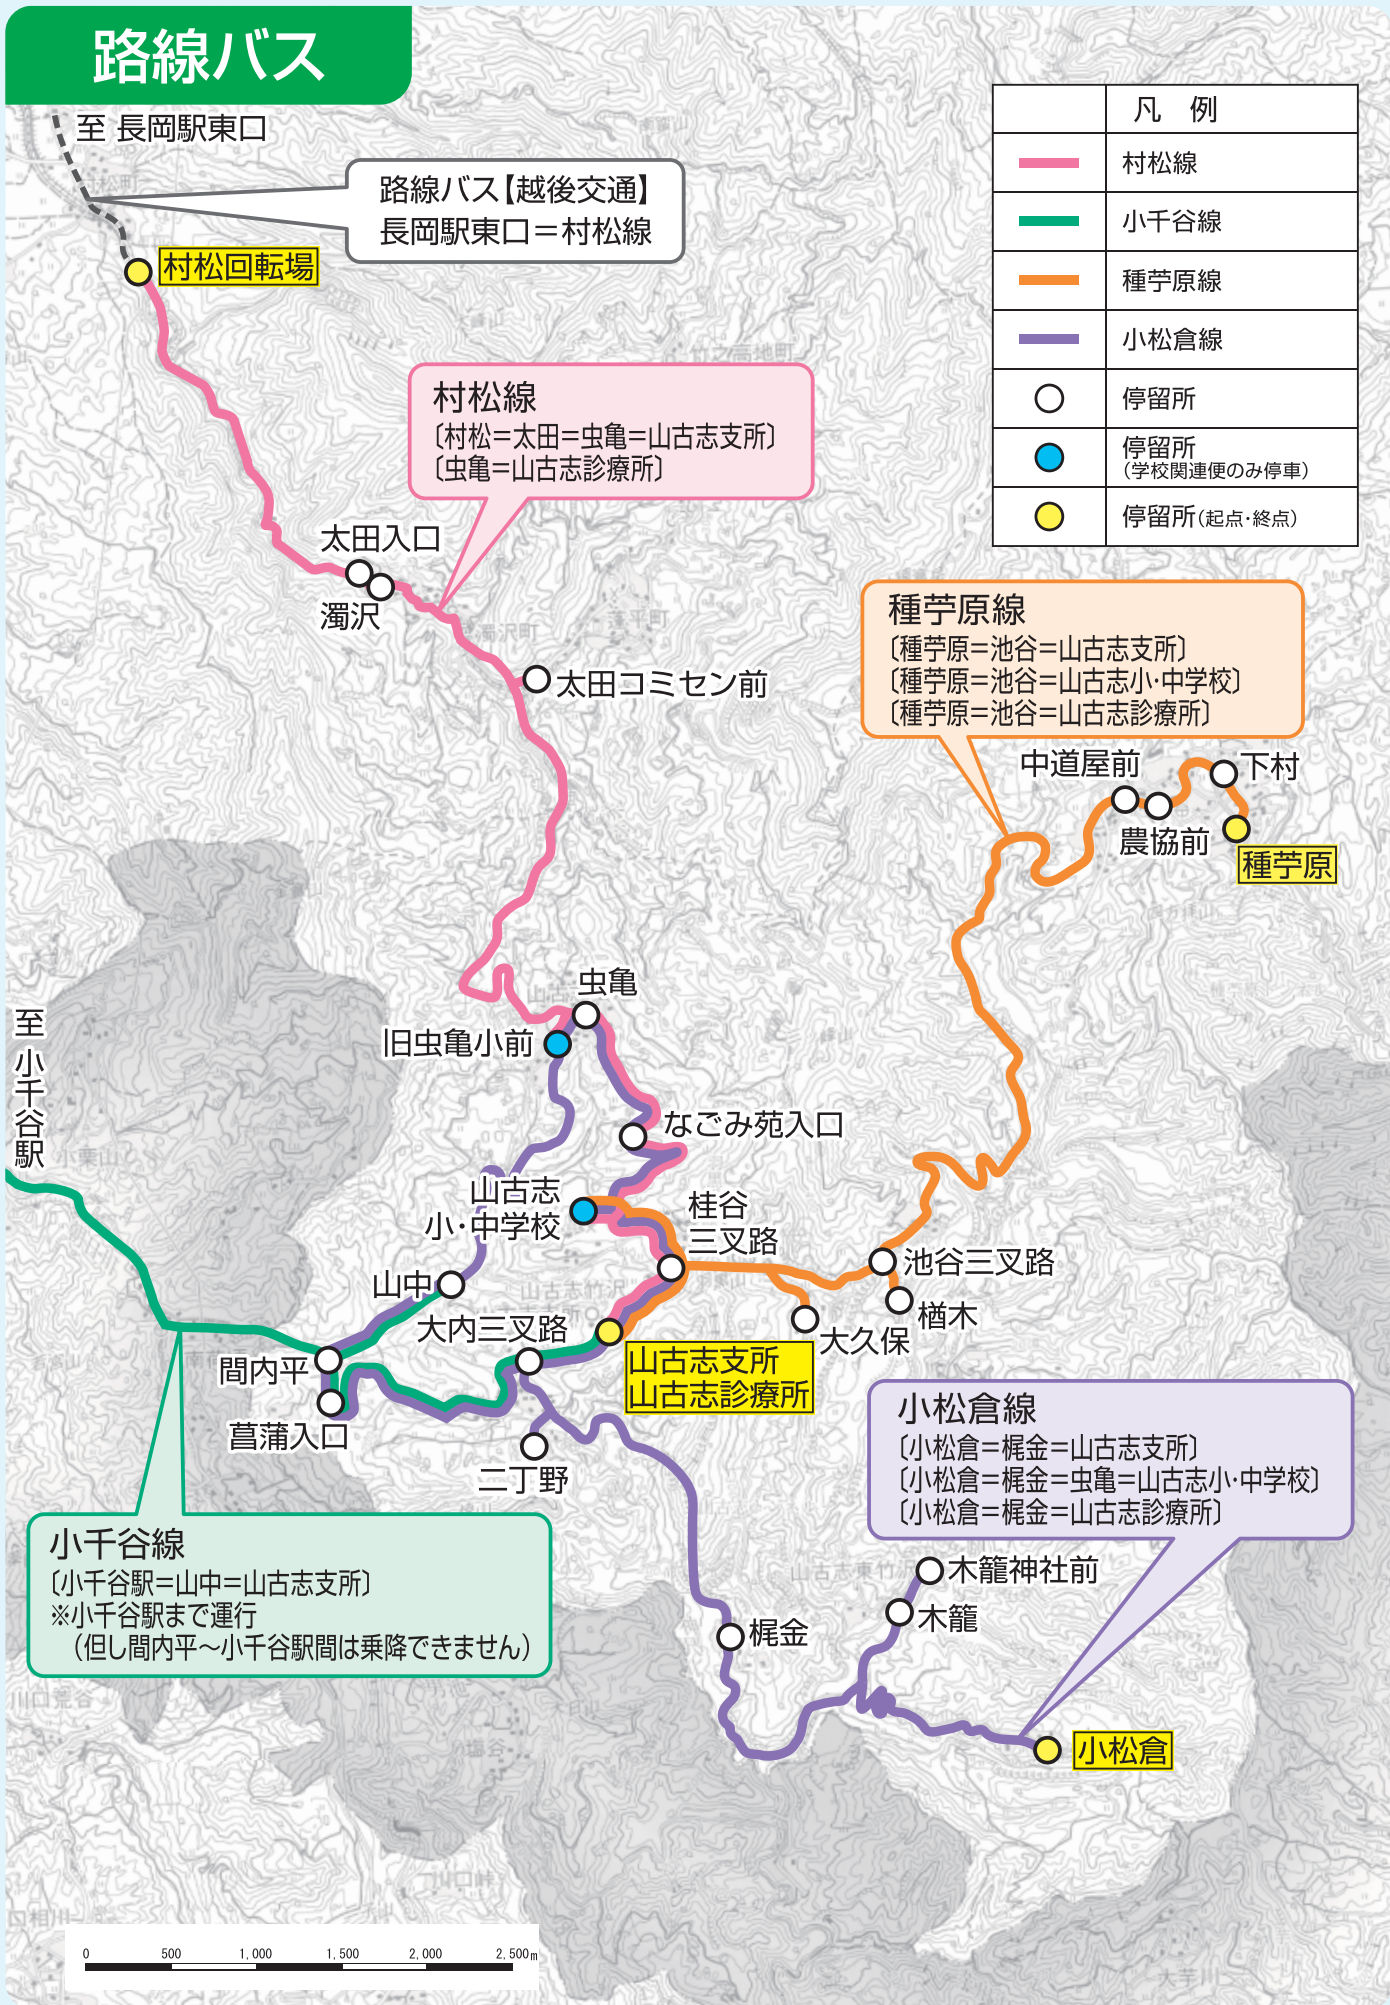 路線バス
至 長岡駅東口
路線バス【越後交通】
長岡駅東口＝村松線
村松回転場
凡 例
村松線
小千谷線
種苧原線
小松倉線
停留所
停留所
（学校関連便のみ停車）
停留所（起点・終点）
村松線
〔村松＝太田＝虫亀＝山古志支所〕
〔虫亀＝山古志診療所〕
太田入口
濁沢
太田コミセン前
種苧原線
〔種苧原＝池谷＝山古志支所〕
〔種苧原＝池谷＝山古志小・中学校〕
〔種苧原＝池谷＝山古志診療所〕
中道屋前
下村
農協前
種苧原
虫亀
旧虫亀小前
至 小千谷駅
なごみ苑入口
山古志
小・中学校
桂谷
三叉路
池谷三叉路
楢木
大久保
山中
大内三叉路
間内平
菖蒲入口
山古志支所
山古志診療所
二丁野
小松倉線
〔小松倉＝梶金＝山古志支所〕
〔小松倉＝梶金＝虫亀＝山古志小・中学校〕
〔小松倉＝梶金＝山古志診療所〕
小千谷線
〔小千谷駅＝山中＝山古志支所〕
※小千谷駅まで運行
（但し間内平～小千谷駅間は乗降できません）
木籠神社前
木籠
梶金
小松倉
0 500 1,000 1,500 2,000 2,500m